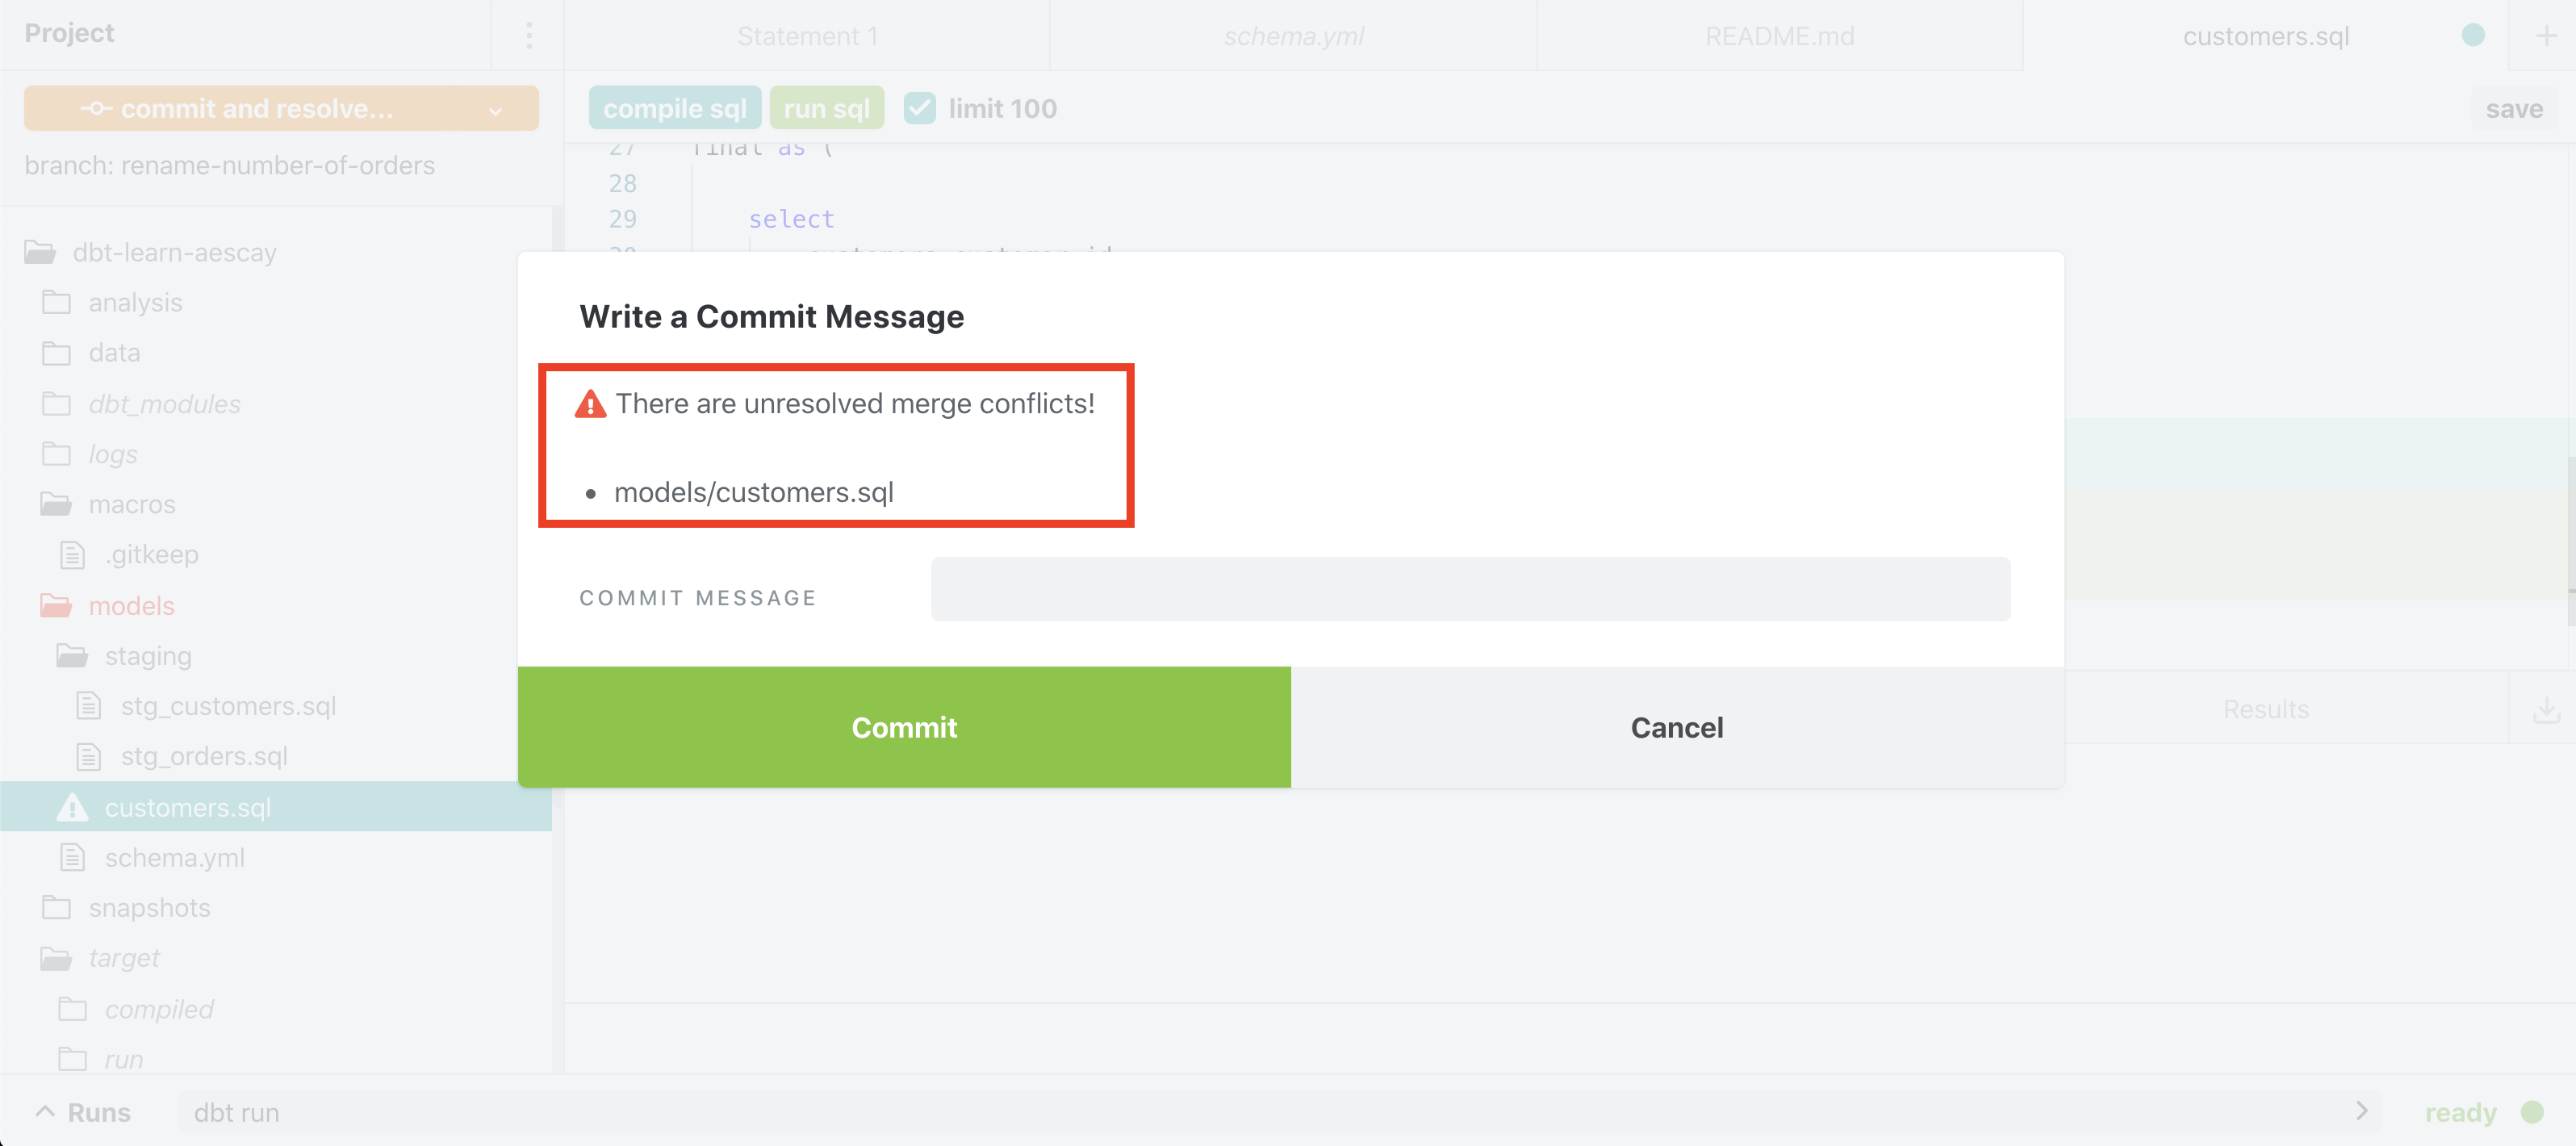 Project
Statement 1
schema.yml
README.md
customers.sql
commit and resolve...
compile sql
run sql
limit 100
save
branch: rename-number-of-orders
27 final as (
28
29 select
30 customers.customer_id
dbt-learn-aescay
analysis
data
dbt_modules
logs
macros
.gitkeep
models
staging
stg_customers.sql
stg_orders.sql
customers.sql
schema.yml
snapshots
target
compiled
run
Write a Commit Message
There are unresolved merge conflicts!
• models/customers.sql
COMMIT MESSAGE
Commit
Cancel
Results
Runs
dbt run
ready